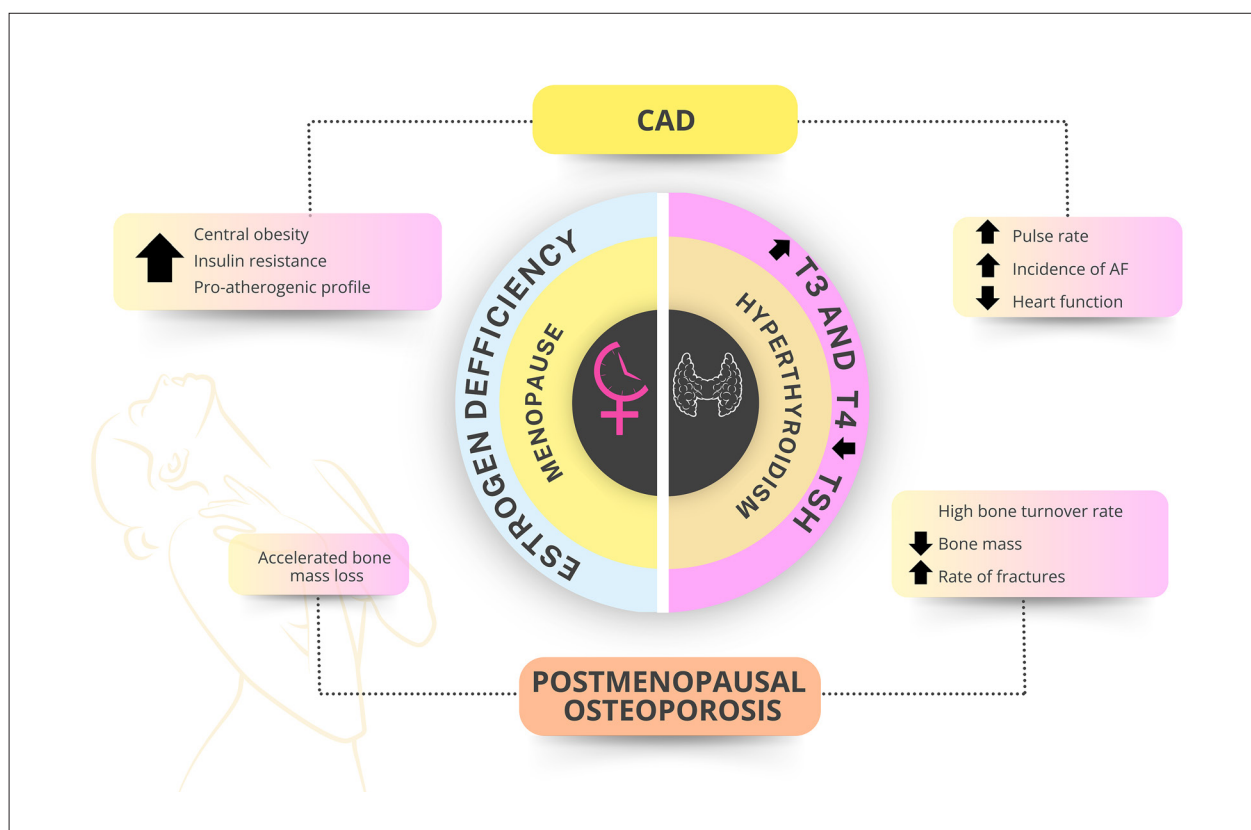 CAD
Central obesity
Insulin resistance
Pro-atherogenic profile
Pulse rate
Incidence of AF
Heart function
ESTROGEN DEFFICIENCY
MENOPAUSE
HYPERTHYROIDISM
T3 AND T4
TSH
Accelerated bone
mass loss
High bone turnover rate
Bone mass
Rate of fractures
POSTMENOPAUSAL
OSTEOPOROSIS